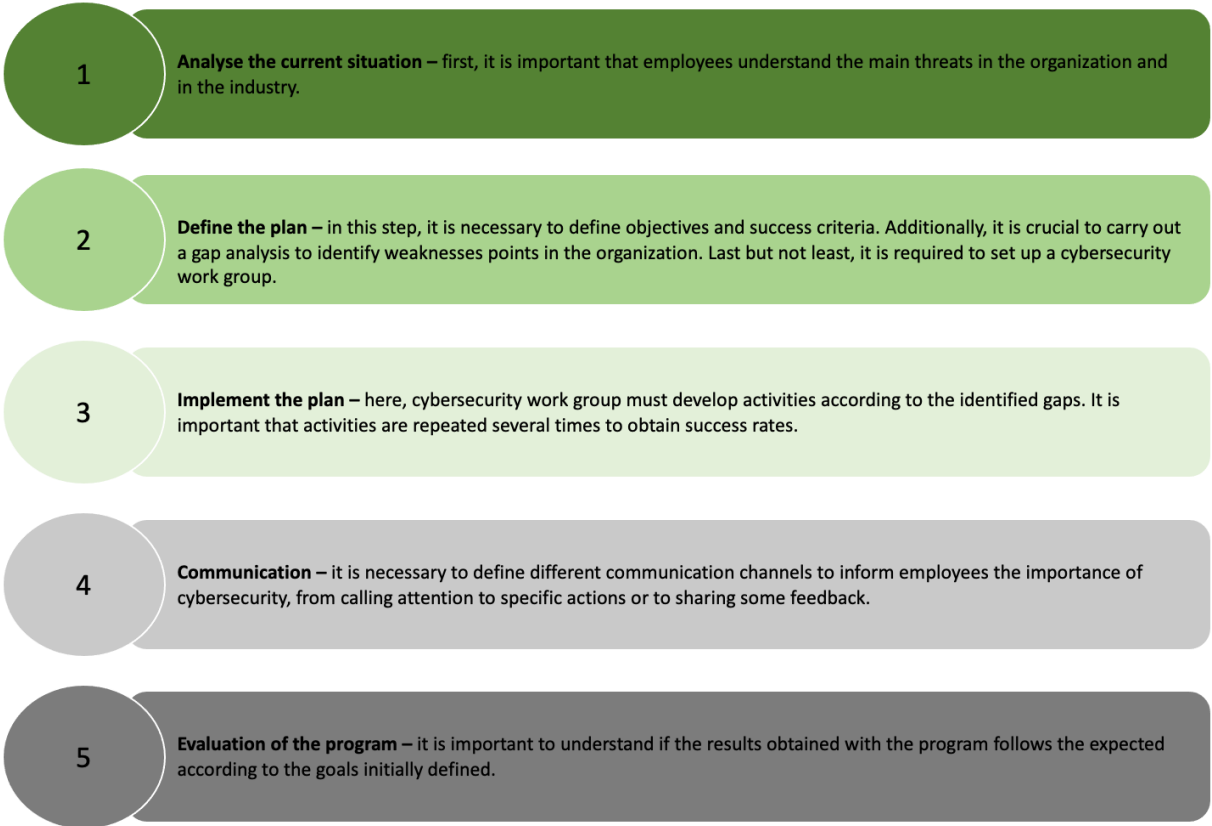 1
Analyse the current situation – first, it is important that employees understand the main threats in the organization and
in the industry.
2
Define the plan – in this step, it is necessary to define objectives and success criteria. Additionally, it is crucial to carry out
a gap analysis to identify weaknesses points in the organization. Last but not least, it is required to set up a cybersecurity
work group.
3
Implement the plan – here, cybersecurity work group must develop activities according to the identified gaps. It is
important that activities are repeated several times to obtain success rates.
4
Communication – it is necessary to define different communication channels to inform employees the importance of
cybersecurity, from calling attention to specific actions or to sharing some feedback.
5
Evaluation of the program – it is important to understand if the results obtained with the program follows the expected
according to the goals initially defined.